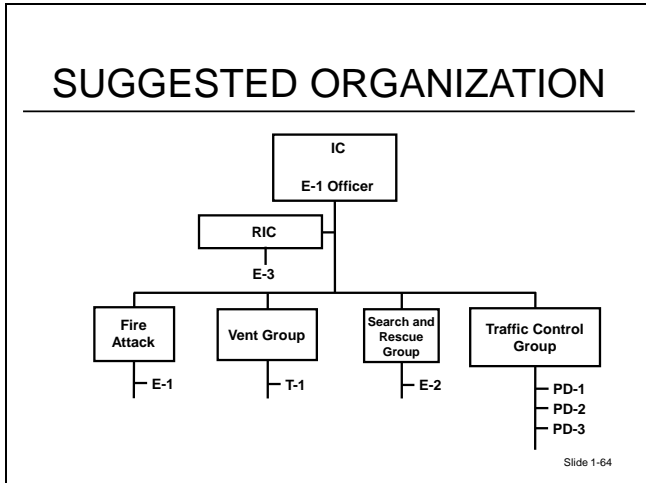 SUGGESTED ORGANIZATION
IC
E-1 Officer
RIC
E-3
Fire
Attack
Vent Group
Search and
Rescue
Group
Traffic Control
Group
E-1
T-1
E-2
PD-1
PD-2
PD-3
Slide 1-64